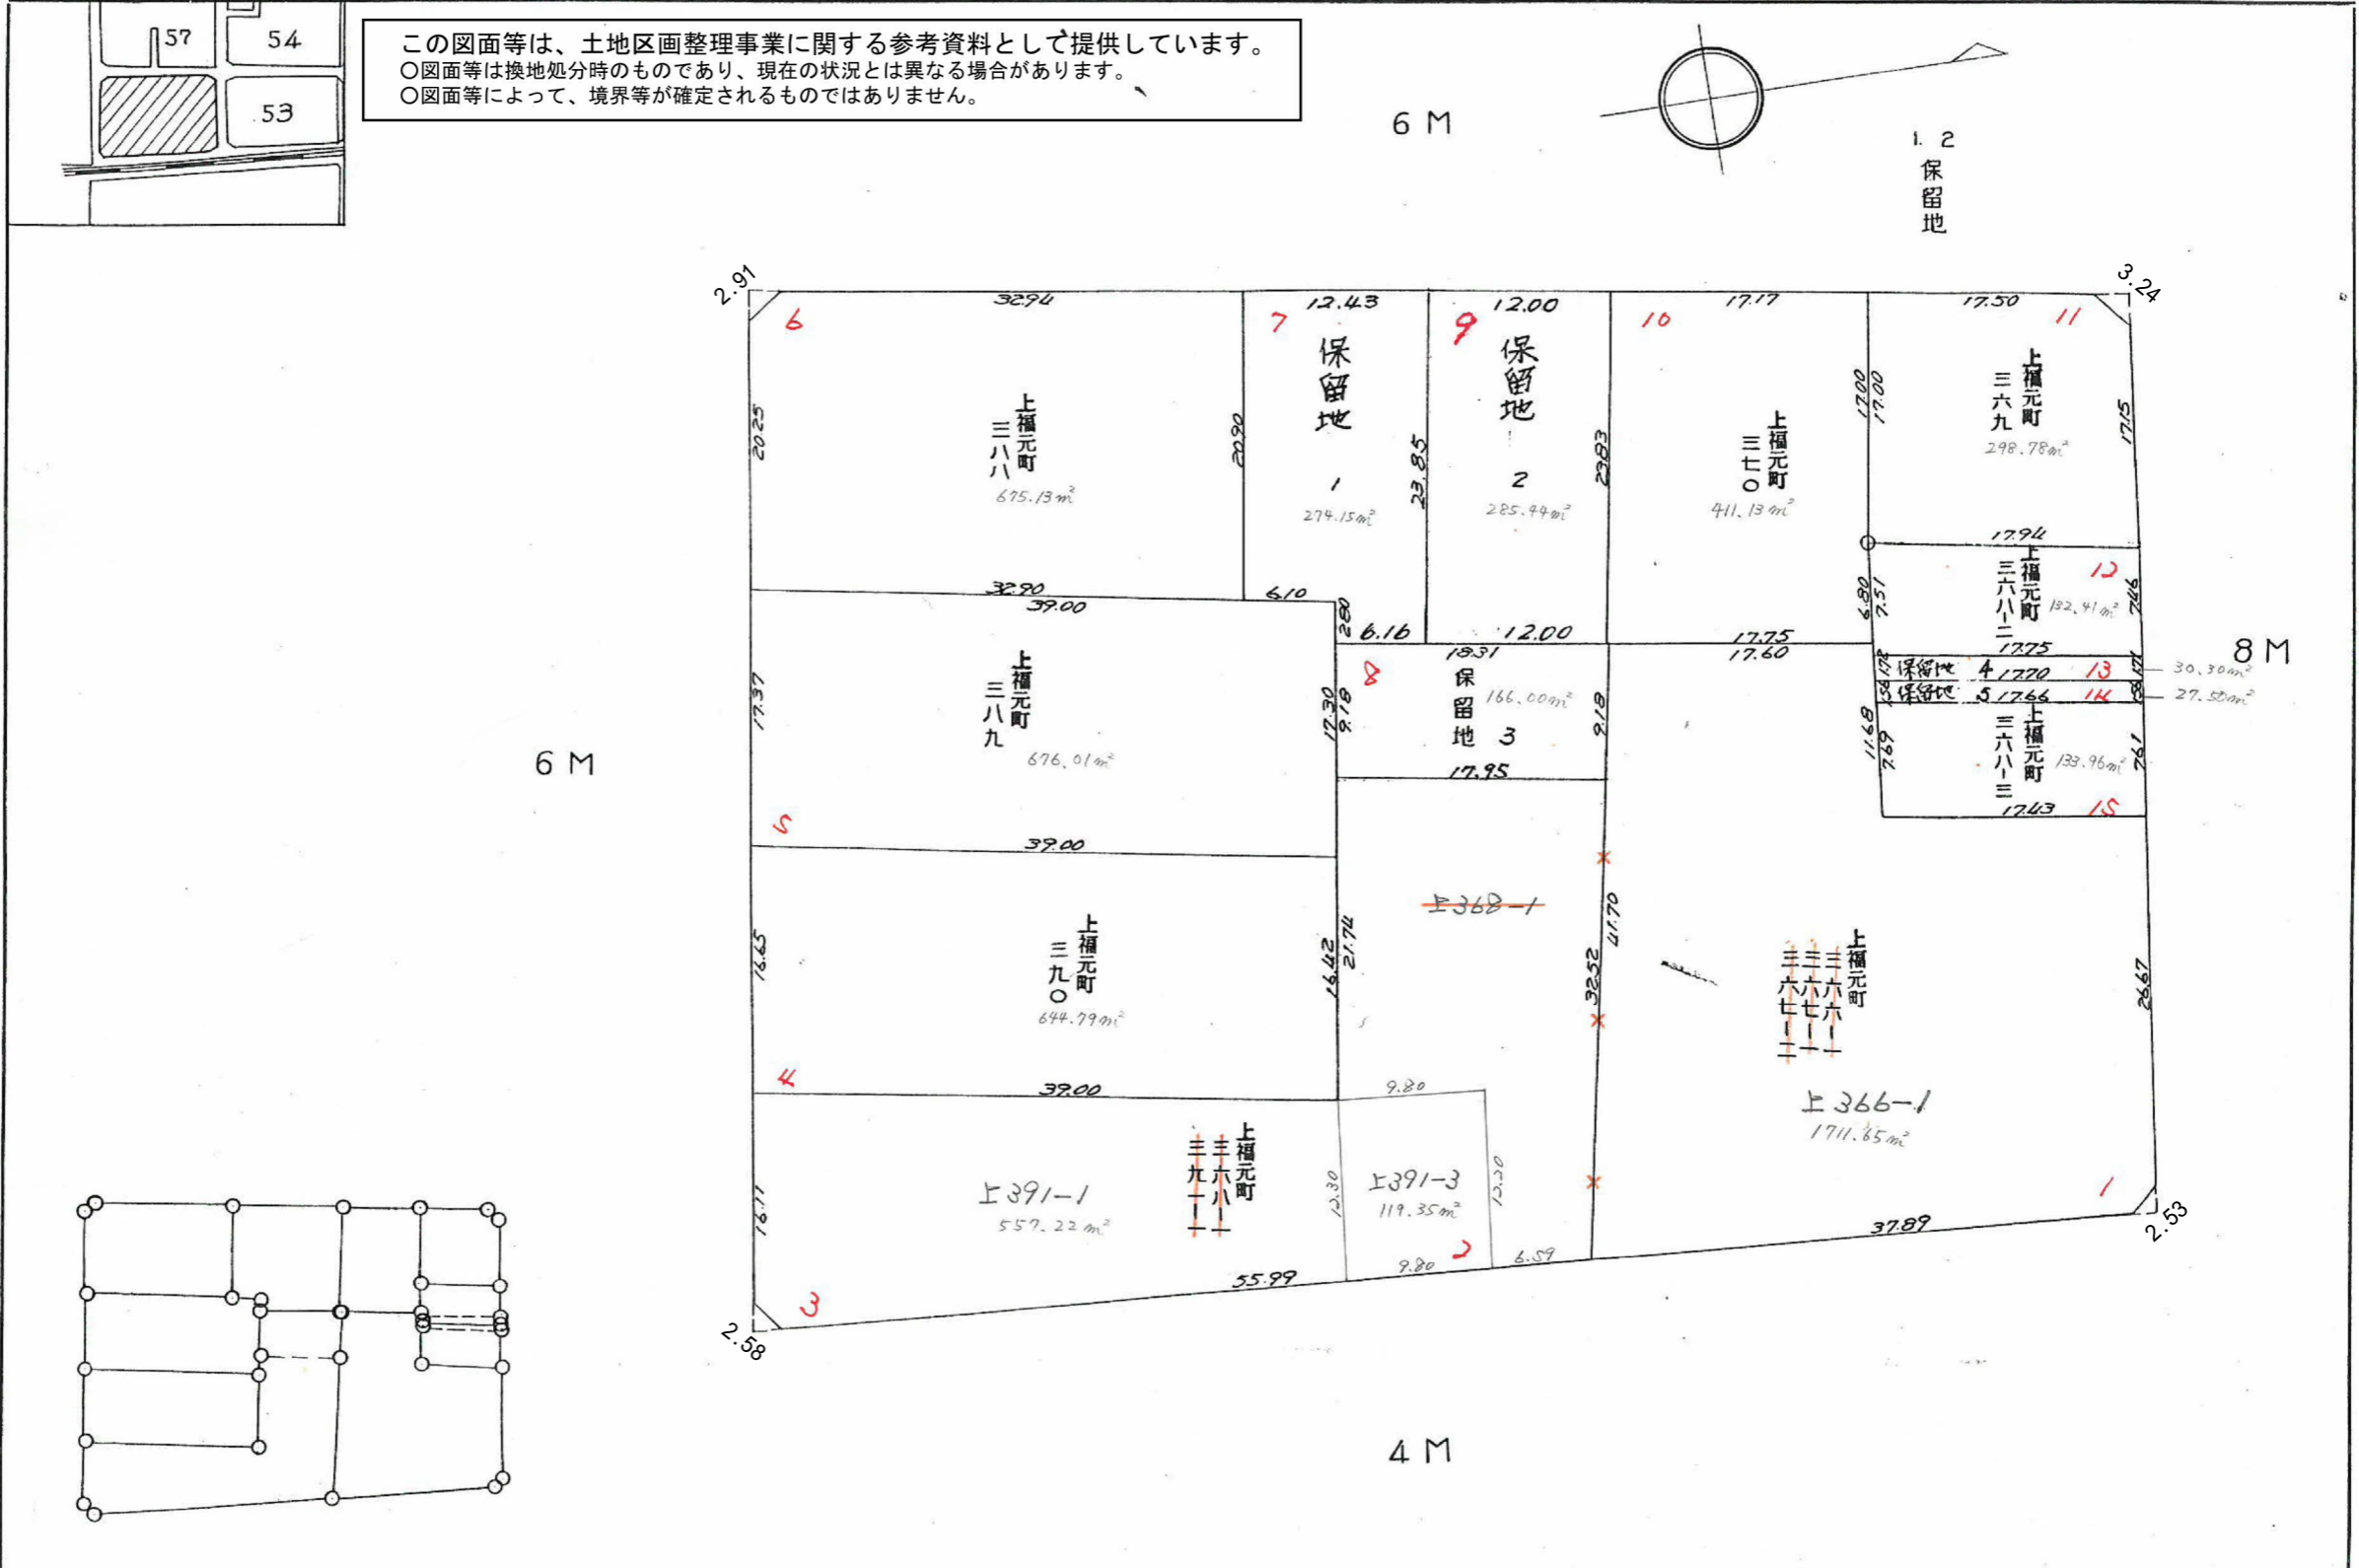 57
54
53
この図面等は、土地区画整理事業に関する参考資料として提供しています。
○図面等は換地処分時のものであり、現在の状況とは異なる場合があります。
○図面等によって、境界等が確定されるものではありません。
6 M
1. 2
保留地
2.91
32.94
12.43
12.00
17.17
17.50
3.24
6
7
9
10
11
20.25
上福元町
三八八
675.13㎡
20.90
保留地
1
274.15㎡
23.85
保留地
2
285.44㎡
23.83
上福元町
三七〇
411.13㎡
17.00
17.00
上福元町
三六九
298.78㎡
17.15
17.94
32.90
39.00
6.10
2.80
6.16
12.00
17.75
6.80
7.51
上福元町
三六八-二
12
132.41㎡
7.46
17.75
8 M
18.31
17.60
1.72
保留地 4
17.70
13
1.71
30.30㎡
1.56
保留地 5
17.66
14
27.50㎡
6 M
17.37
上福元町
三八九
676.01㎡
17.30
9.18
8
保留地
3
166.00㎡
9.18
17.95
11.68
7.69
上福元町
三六八-三
133.96㎡
7.61
17.43
15
5
39.00
上368-1
41.70
32.52
16.65
上福元町
三九〇
644.79㎡
16.42
21.74
上福元町
三六六-一
三六七-一
三六七-二
26.67
4
39.00
9.80
上366-1
1711.65㎡
16.11
上391-1
557.22㎡
上福元町
三六八-一
三九一-一
12.30
上391-3
119.35㎡
12.20
2
1
37.89
2.53
9.80
6.59
55.99
3
2.58
4 M